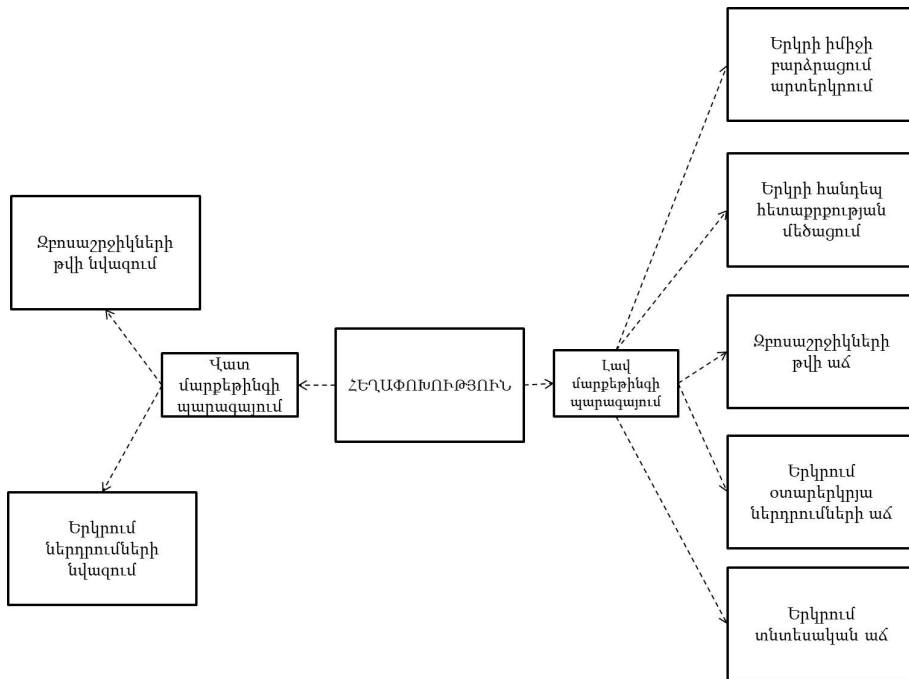 Զբոսաշրջիկների
թվի նվազում
Երկրում
ներդրումների
նվազում
Վատ
մարքեթինգի
պարագայում
ՀԵՂԱՓՈԽՈՒԹՅՈՒՆ
Լավ
մարքեթինգի
պարագայում
Երկրի իմիջի
բարձրացում
արտերկրում
Երկրի հանդեպ
հետաքրքության
մեծացում
Զբոսաշրջիկների
թվի աճ
Երկրում
օտարերկրյա
ներդրումների աճ
Երկրում
տնտեսական աճ